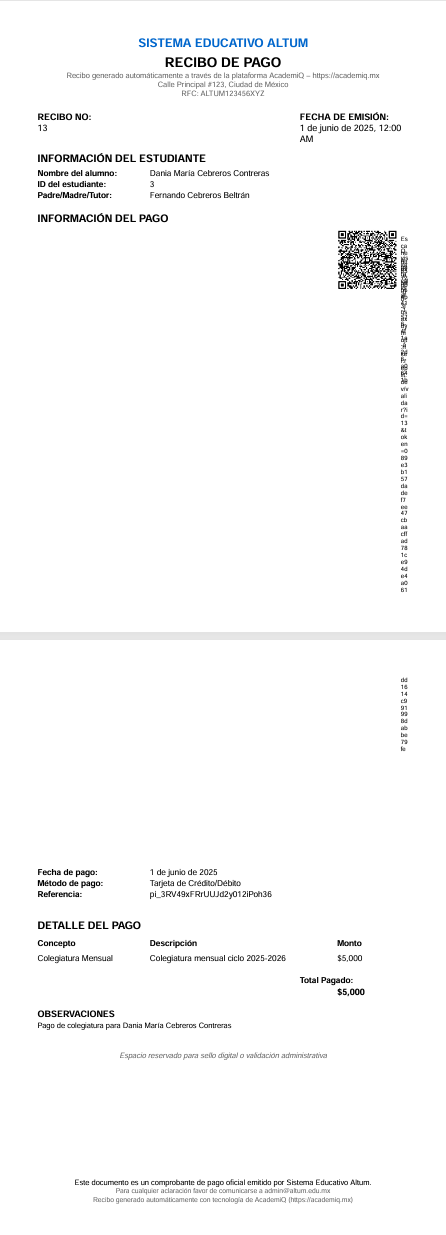 SISTEMA EDUCATIVO ALTUM
RECIBO DE PAGO
Recibo generado automáticamente a través de la plataforma AcademiQ – https://academiq.mx
Calle Principal #123, Ciudad de México
RFC: ALTUM123456XYZ
RECIBO NO:
13
FECHA DE EMISIÓN:
1 de junio de 2025, 12:00
AM
INFORMACIÓN DEL ESTUDIANTE
Nombre del alumno: Dania María Cebreros Contreras
ID del estudiante: 3
Padre/Madre/Tutor: Fernando Cebreros Beltrán
INFORMACIÓN DEL PAGO
Es
ca
de
v/v
ali
da
r?i
d=
13
&t
ok
en
=0
89
e3
b1
57
da
de
f7
ee
47
cb
aa
cff
ad
78
1c
e9
4d
e4
a0
61
dd
16
14
c9
91
99
8d
ab
be
79
fe
Fecha de pago: 1 de junio de 2025
Método de pago: Tarjeta de Crédito/Débito
Referencia: pi_3RV49xFRrUUJd2y012iPoh36
DETALLE DEL PAGO
Concepto Descripción Monto
Colegiatura Mensual Colegiatura mensual ciclo 2025-2026 $5,000
Total Pagado:
$5,000
OBSERVACIONES
Pago de colegiatura para Dania María Cebreros Contreras
Espacio reservado para sello digital o validación administrativa
Este documento es un comprobante de pago oficial emitido por Sistema Educativo Altum.
Para cualquier aclaración favor de comunicarse a admin@altum.edu.mx
Recibo generado automáticamente con tecnología de AcademiQ (https://academiq.mx)